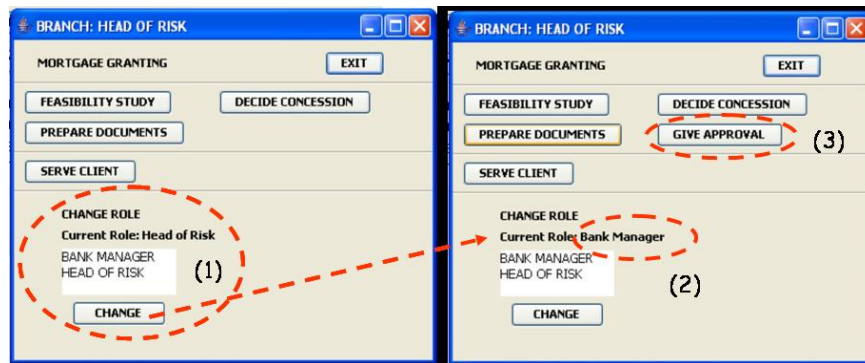 BRANCH: HEAD OF RISK
MORTGAGE GRANTING
EXIT
FEASIBILITY STUDY
DECIDE CONCESSION
PREPARE DOCUMENTS
SERVE CLIENT
CHANGE ROLE
Current Role: Head of Risk
BANK MANAGER
HEAD OF RISK
(1)
CHANGE
BRANCH: HEAD OF RISK
MORTGAGE GRANTING
EXIT
FEASIBILITY STUDY
DECIDE CONCESSION
PREPARE DOCUMENTS
GIVE APPROVAL
(3)
SERVE CLIENT
CHANGE ROLE
Current Role: Bank Manager
BANK MANAGER
HEAD OF RISK
(2)
CHANGE